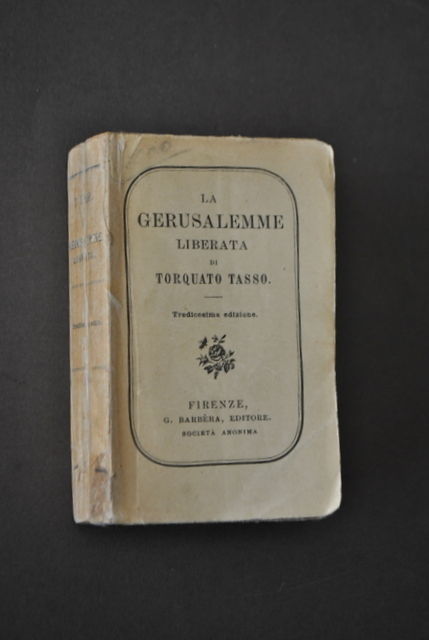 LA
GERUSALEMME
LIBERATA
DI
TORQUATO TASSO.
Tredicesima edizione.
FIRENZE,
G. BARBÈRA, EDITORE.
SOCIETÀ ANONIMA